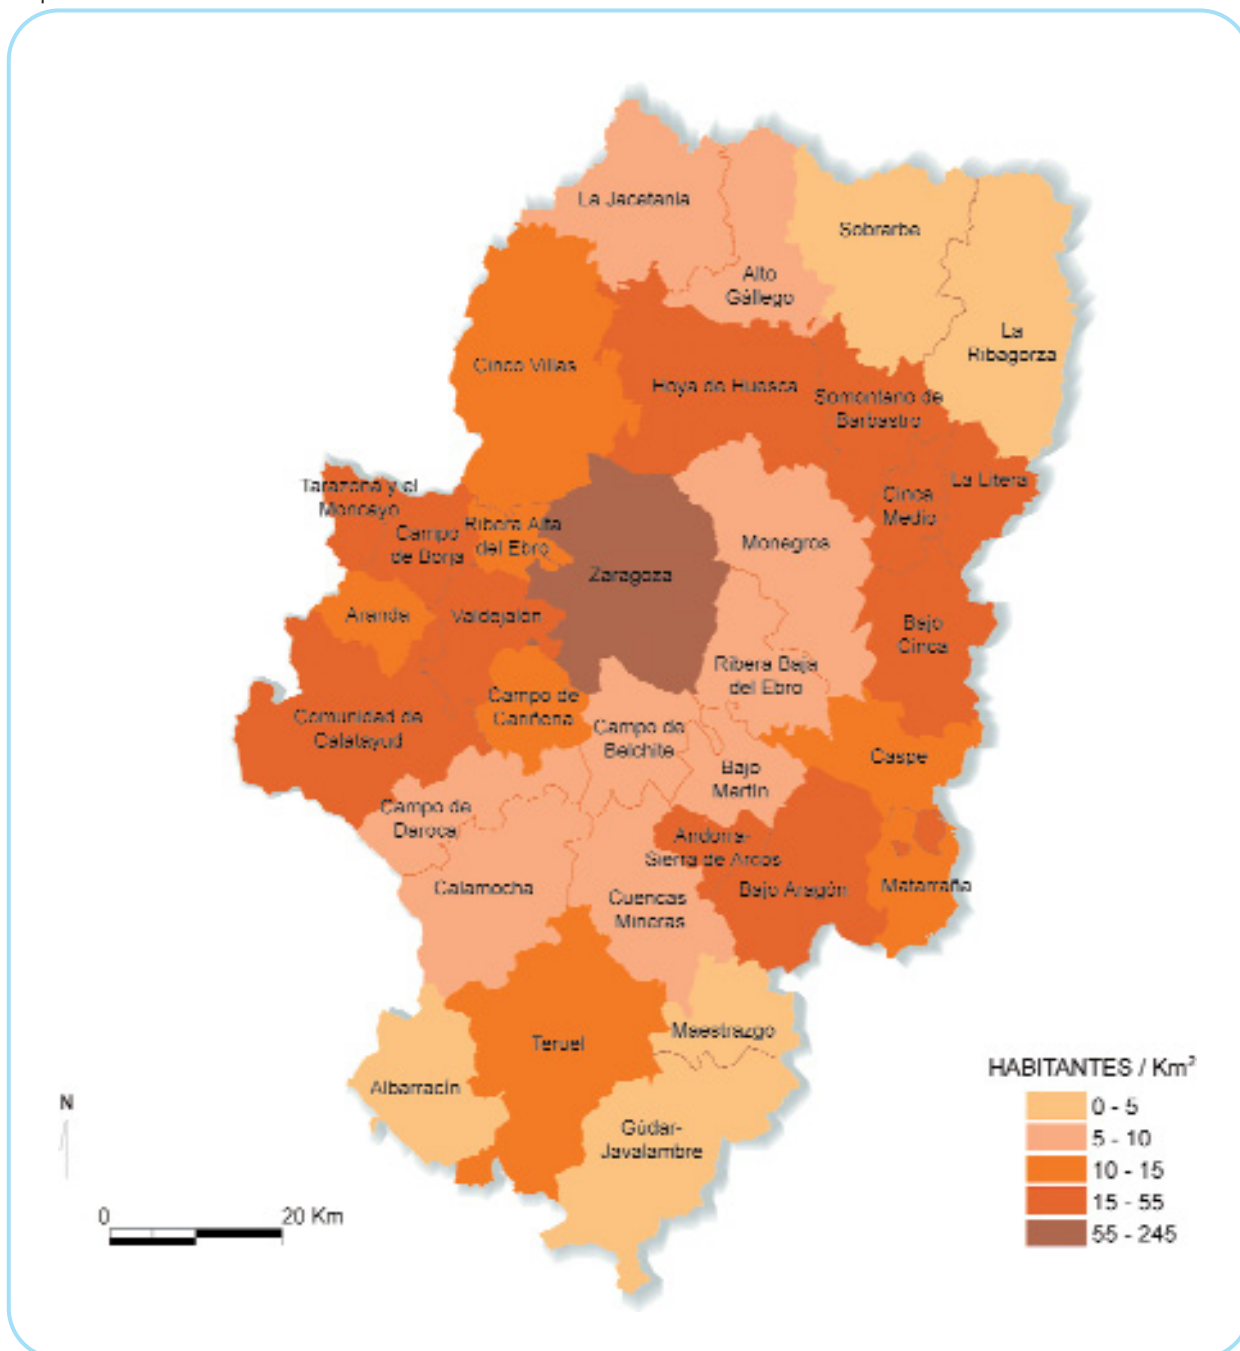 La Jacetania
Sobrarbe
Alto
Gállego
La
Ribagorza
Cinco Villas
Hoya de Huesca
Somontano de
Barbastro
La Litera
Cinca
Medio
Tarazona y el
Moncayo
Campo
de Borja
Ribera Alta
del Ebro
Monegros
Zaragoza
Aranda
Valdejalón
Bajo
Cinca
Ribera Baja
del Ebro
Campo de
Cariñena
Comunidad de
Calatayud
Campo de
Belchite
Caspe
Bajo
Martín
Campo de
Daroca
Andorra-
Sierra de Arcos
Calamocha
Bajo Aragón
Matarraña
Cuencas
Mineras
Maestrazgo
Teruel
Albarracín
Gúdar-
Javalambre
HABITANTES / Km²
0 - 5
5 - 10
10 - 15
15 - 55
55 - 245
N
0 20 Km